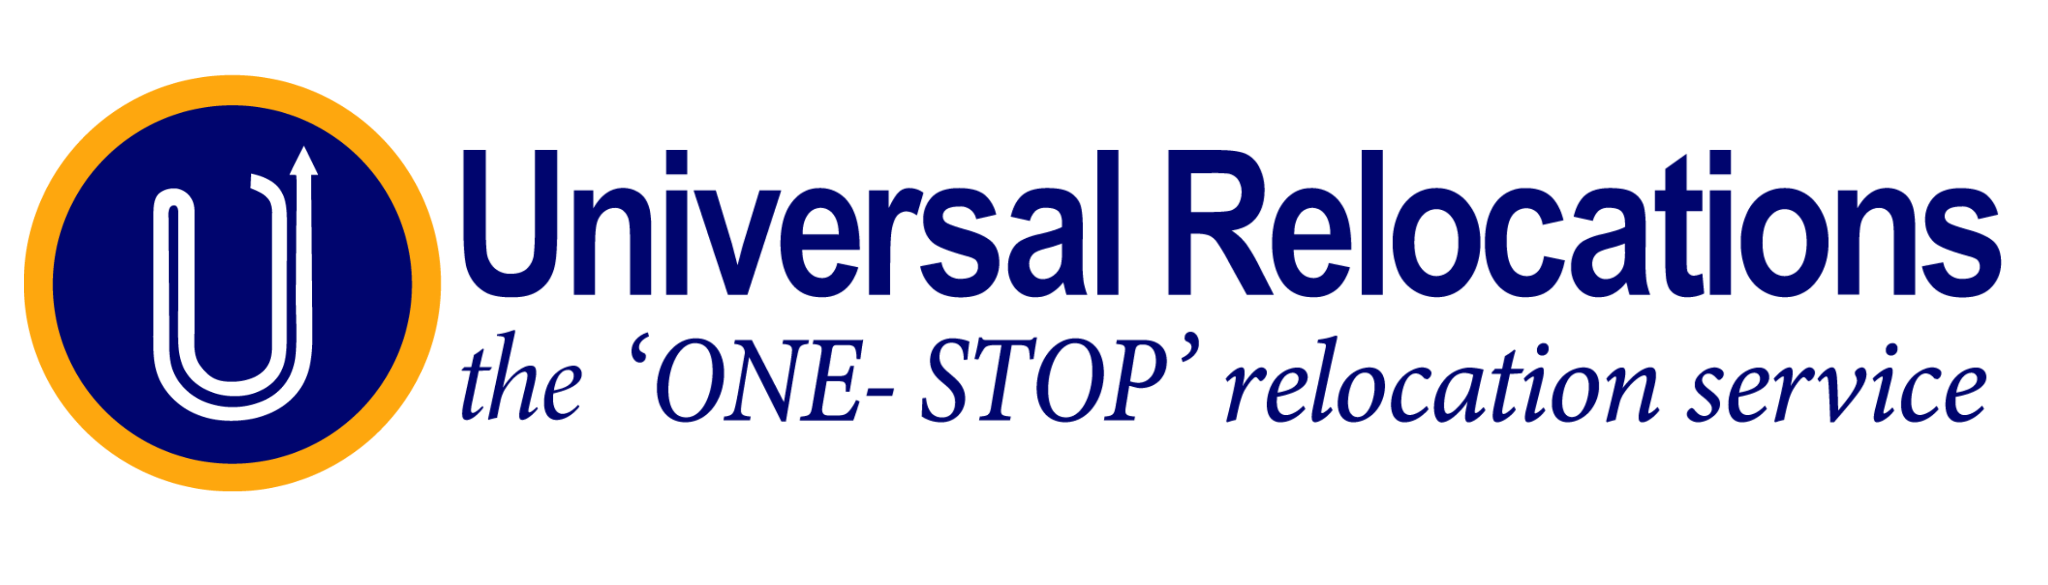 Universal Relocations
the ‘ONE- STOP’ relocation service